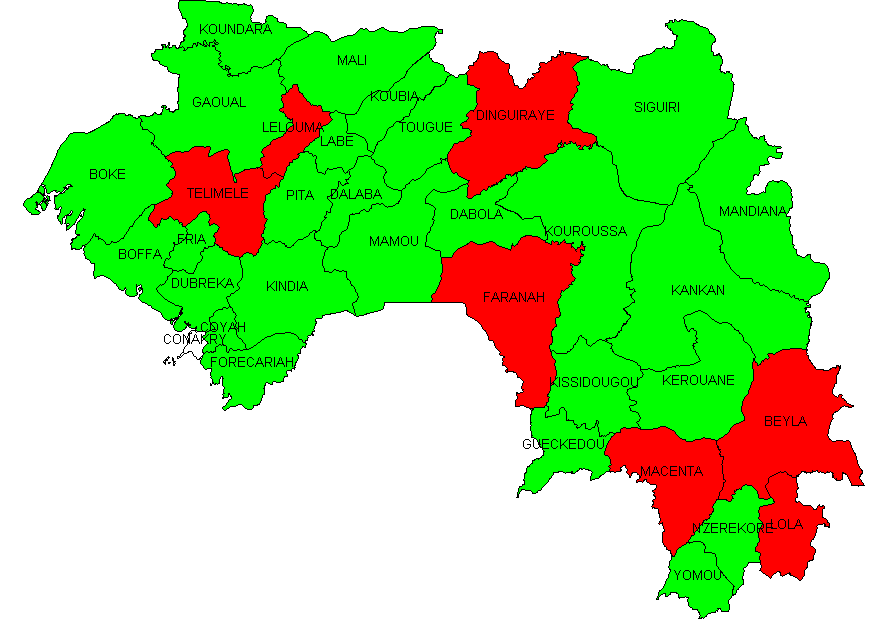 KOUNDARA
MALI
GAOUAL
KOUBIA
SIGUIRI
DINGUIRAYE
LELOUMA
TOUGUE
LABE
BOKE
TELIMELE
PITA
DALABA
MANDIANA
DABOLA
KOUROUSSA
FRIA
MAMOU
BOFFA
DUBREKA
KINDIA
KANKAN
FARANAH
COYAH
CONAKRY
FORECARIAH
KISSIDOUGOU
KEROUANE
BEYLA
GUECKEDOU
MACENTA
NZEREKORE
LOLA
YOMOU